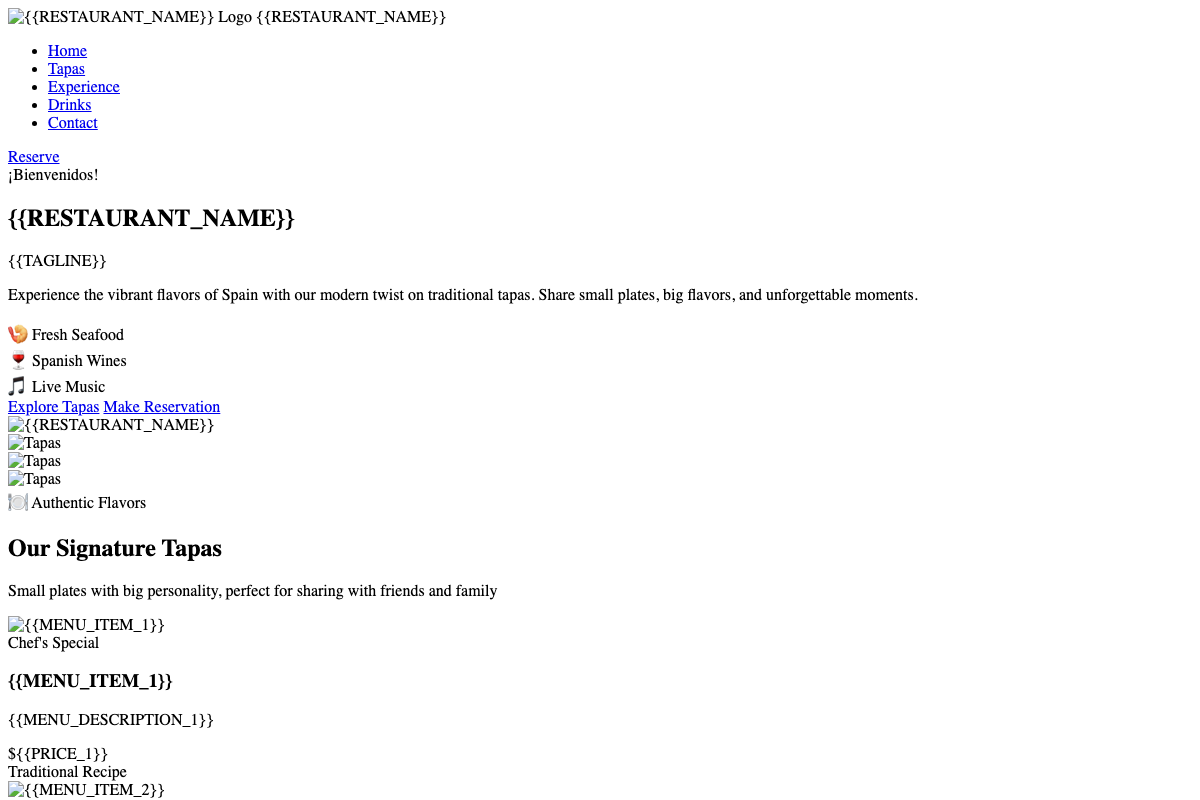 {{RESTAURANT_NAME}} Logo {{RESTAURANT_NAME}}
Home
Tapas
Experience
Drinks
Contact
Reserve
¡Bienvenidos!
{{RESTAURANT_NAME}}
{{TAGLINE}}
Experience the vibrant flavors of Spain with our modern twist on traditional tapas. Share small plates, big flavors, and unforgettable moments.
Fresh Seafood
Spanish Wines
Live Music
Explore Tapas Make Reservation
{{RESTAURANT_NAME}}
Tapas
Tapas
Tapas
Authentic Flavors
Our Signature Tapas
Small plates with big personality, perfect for sharing with friends and family
{{MENU_ITEM_1}}
Chef's Special
{{MENU_ITEM_1}}
{{MENU_DESCRIPTION_1}}
${{PRICE_1}}
Traditional Recipe
{{MENU_ITEM_2}}